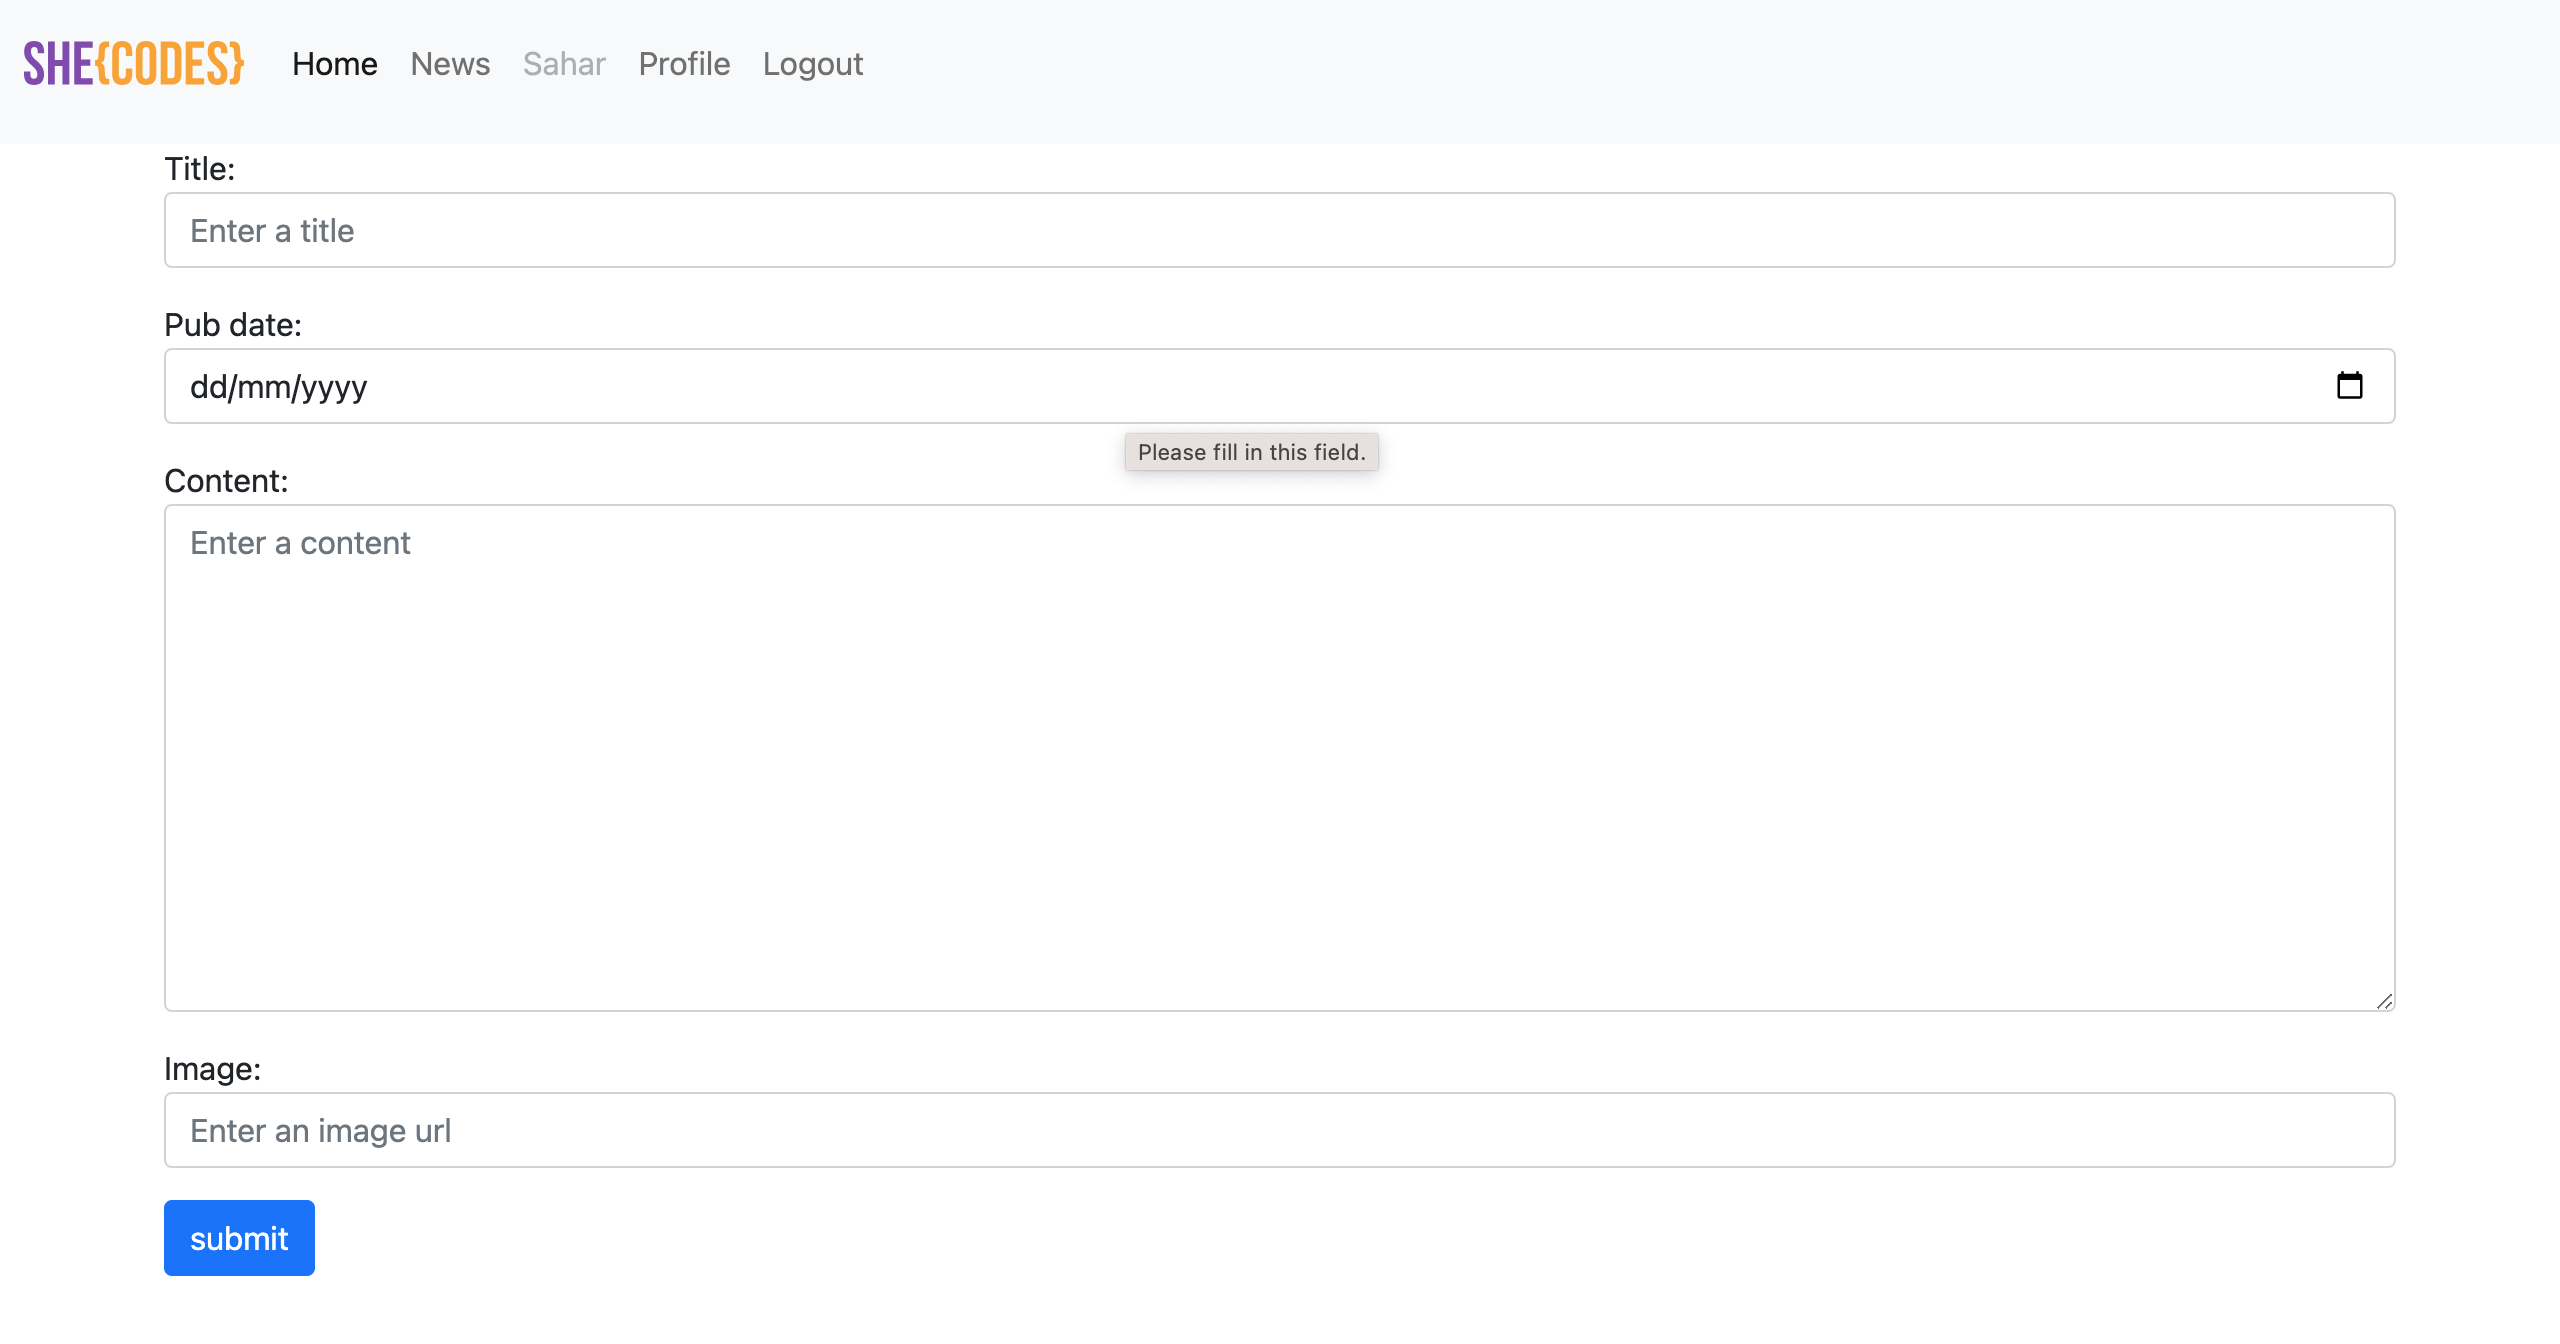 SHE{CODES} Home News Sahar Profile Logout
Title:
Enter a title
Pub date:
dd/mm/yyyy
Please fill in this field.
Content:
Enter a content
Image:
Enter an image url
submit